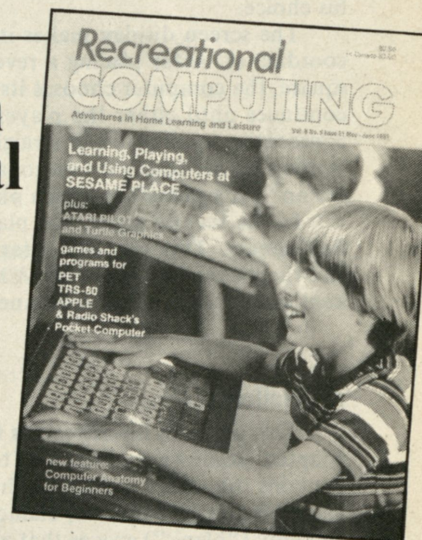 Recreational
COMPUTING
Adventures in Home Learning and Leisure
Learning, Playing,
and Using Computers at
SESAME PLACE
plus:
ATARI PILOT
and Turtle Graphics
games and
programs for
PET
TRS-80
APPLE
& Radio Shack's
Pocket Computer
new feature:
Computer Anatomy
for Beginners